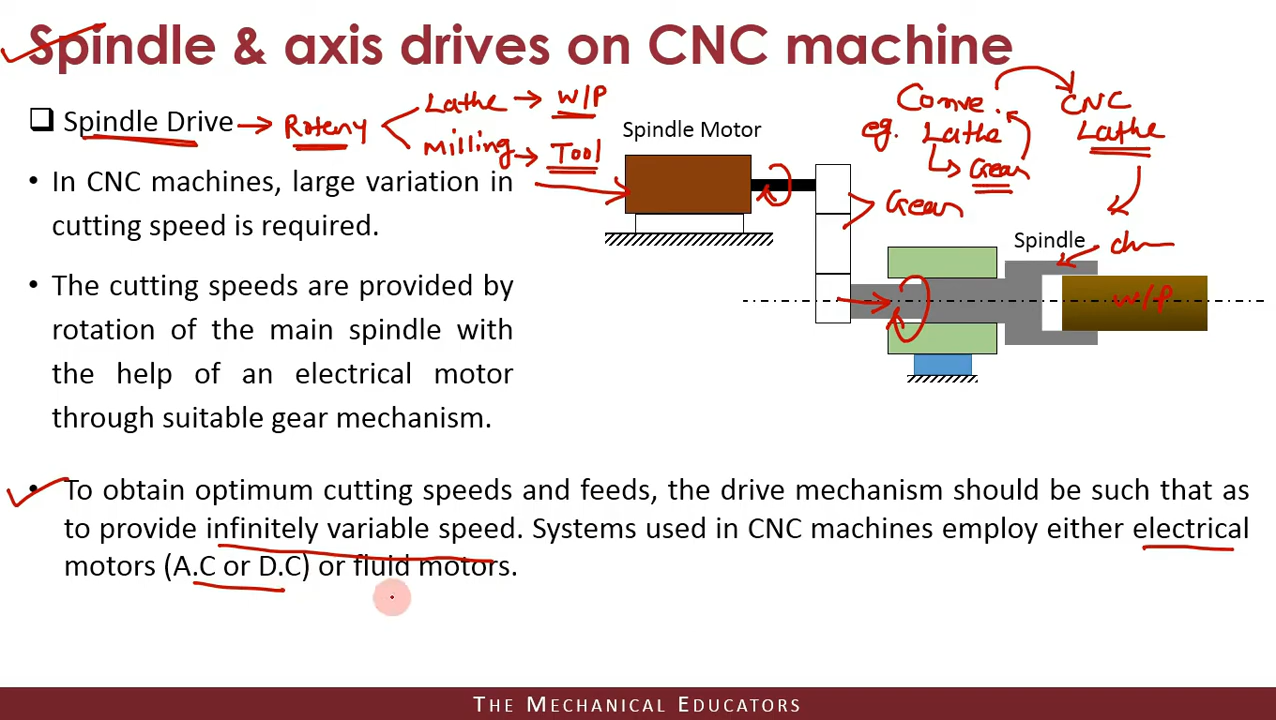 Spindle & axis drives on CNC machine
Spindle Drive → Roteny
Lathe → W/P
Milling → Tool
Conve.
eg. Lathe
Gear
CNC
Lathe
Spindle Motor
Gear
Spindle
W/P
• In CNC machines, large variation in
cutting speed is required.
• The cutting speeds are provided by
rotation of the main spindle with
the help of an electrical motor
through suitable gear mechanism.
• To obtain optimum cutting speeds and feeds, the drive mechanism should be such that as
to provide infinitely variable speed. Systems used in CNC machines employ either electrical
motors (A.C or D.C) or fluid motors.
THE MECHANICAL EDUCATORS